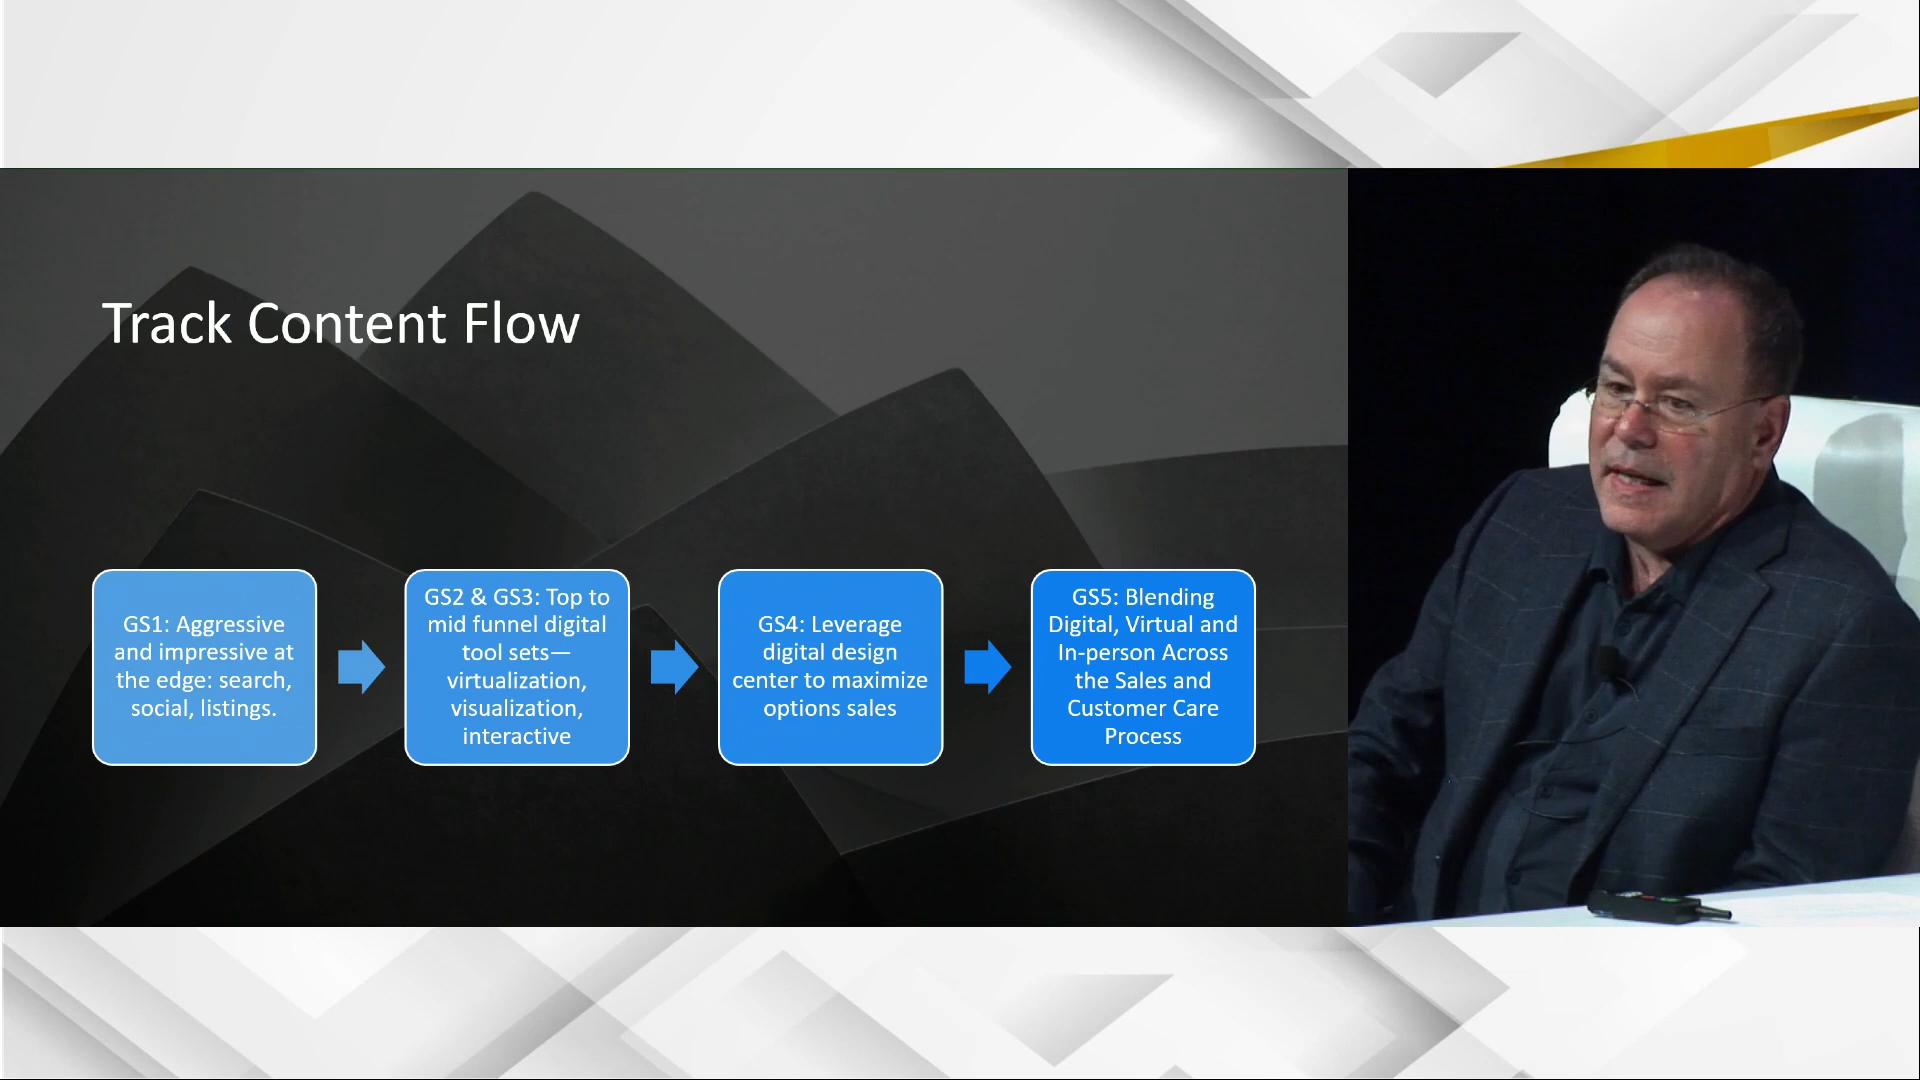 Track Content Flow
GS1: Aggressive
and impressive at
the edge: search,
social, listings.
GS2 & GS3: Top to
mid funnel digital
tool sets—
virtualization,
visualization,
interactive
GS4: Leverage
digital design
center to maximize
options sales
GS5: Blending
Digital, Virtual and
In-person Across
the Sales and
Customer Care
Process